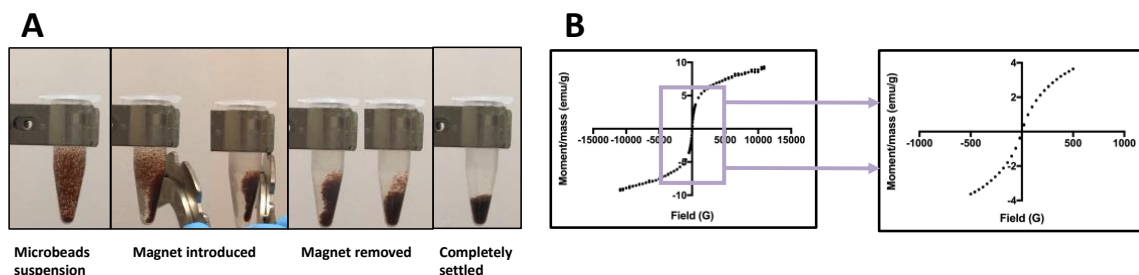 A
B
Microbeads
suspension
Magnet introduced
Magnet removed
Completely
settled
Moment/mass (emu/g)
10
5
-5
-10
-15000
-10000
-5000
5000
10000
15000
Field (G)
Moment/mass (emu/g)
4
2
-2
-4
-1000
-500
0
500
1000
Field (G)